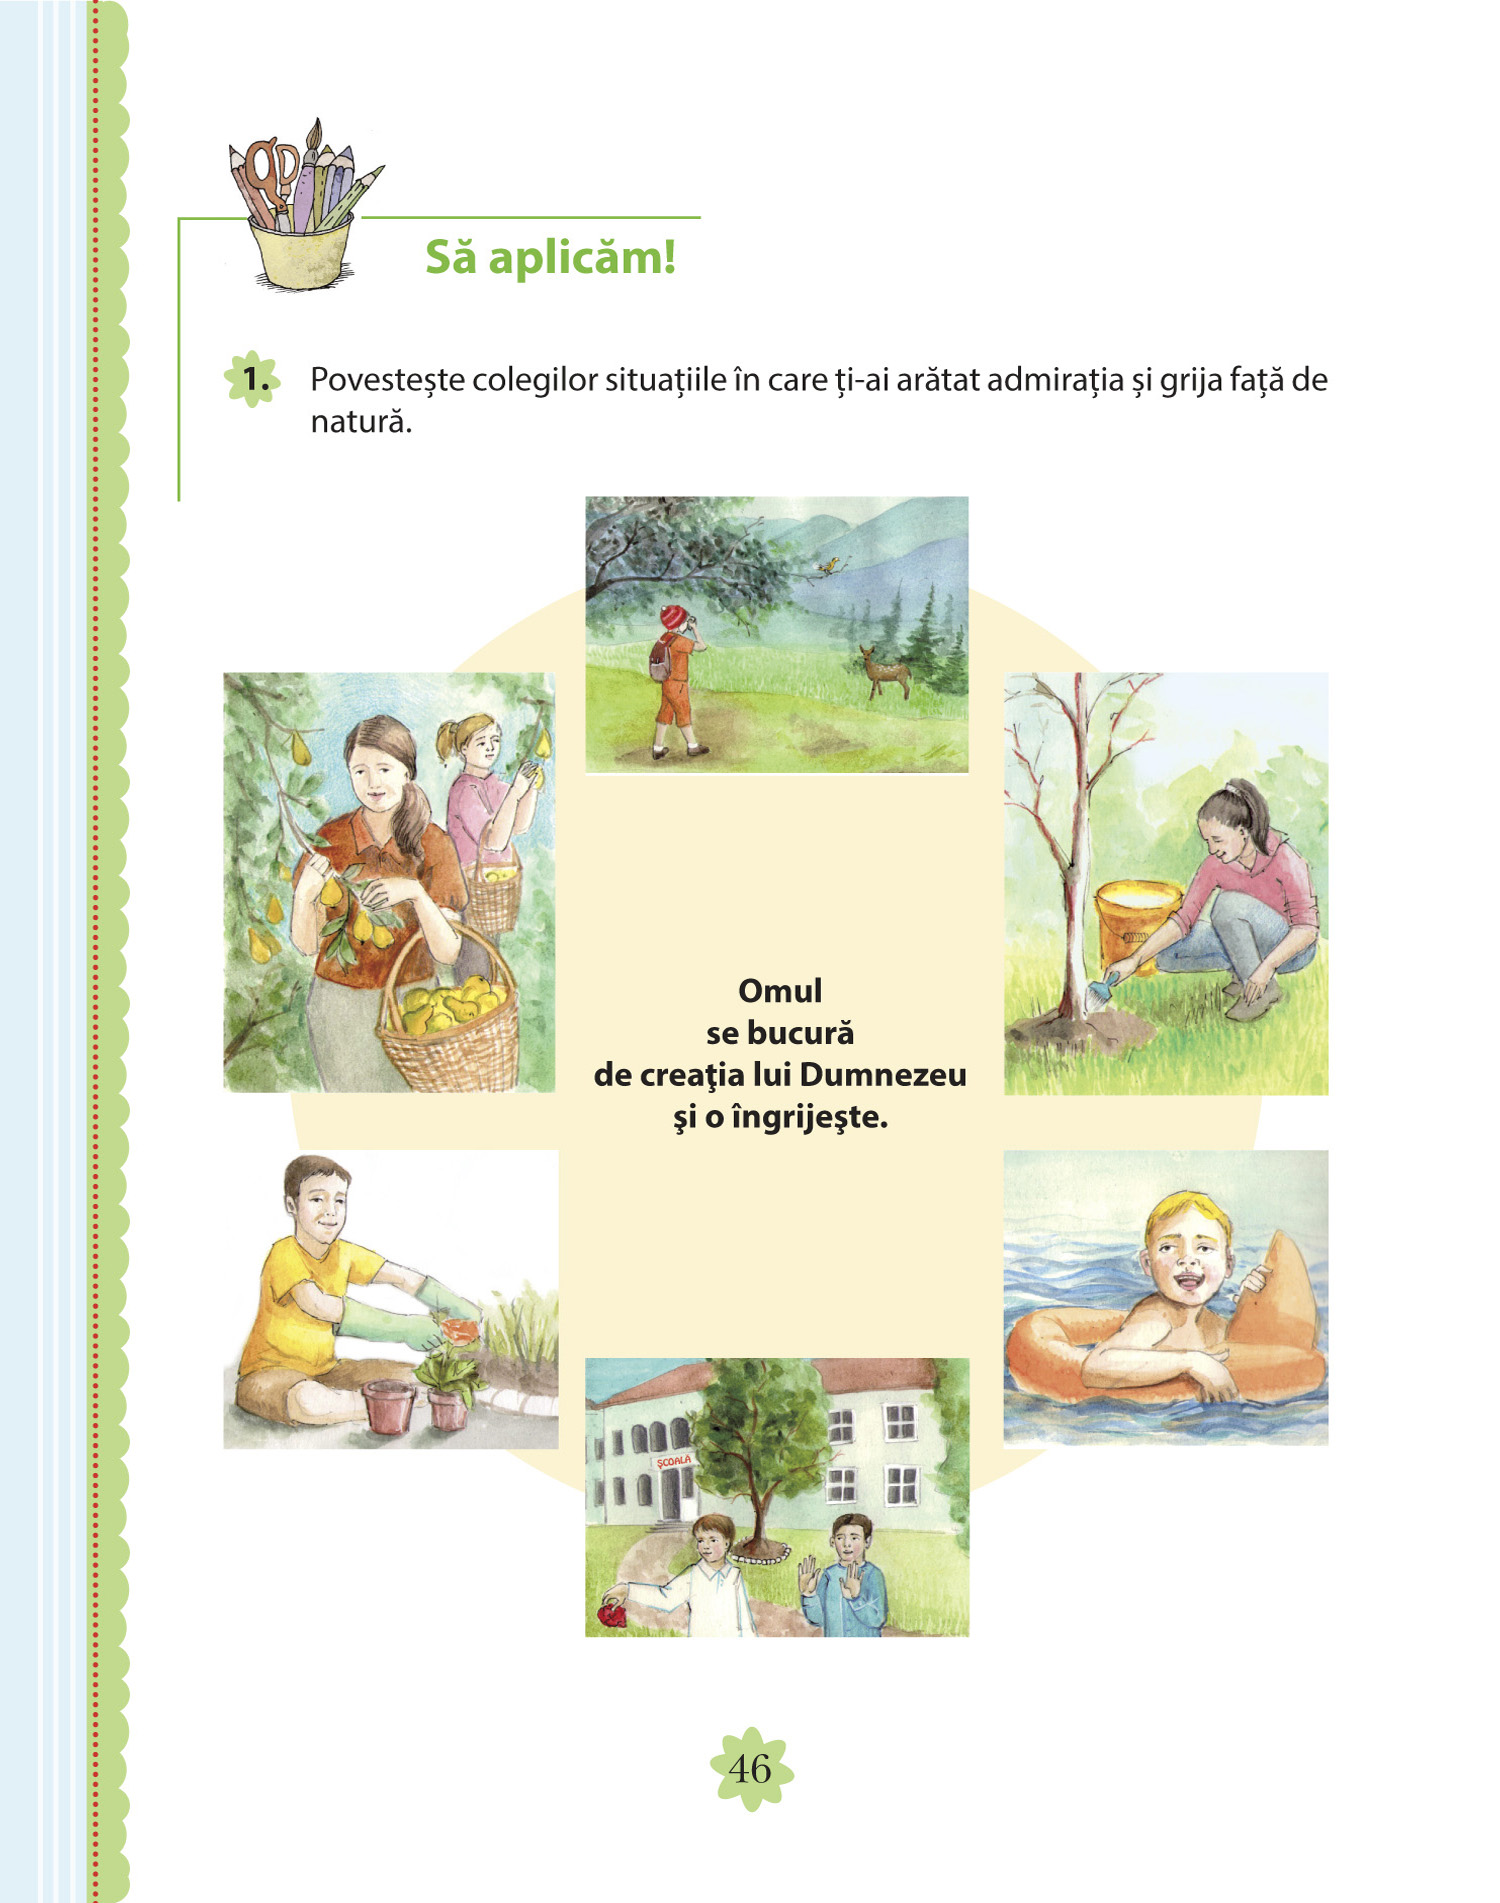 Să aplicăm!
1. Povestește colegilor situațiile în care ți-ai arătat admirația și grija față de
natură.
Omul
se bucură
de creaţia lui Dumnezeu
şi o îngrijeşte.
ŞCOALA
46